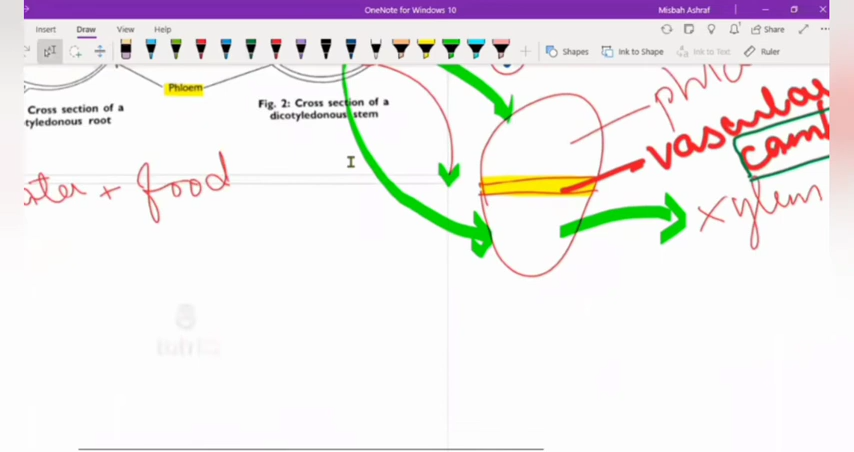 OneNote for Windows 10
Misbah Ashraf
Insert Draw View Help
Share
Shapes Ink to Shape Ink to Text Ruler
Phloem
Cross section of a
tyledonous root
Fig. 2: Cross section of a
dicotyledonous stem
phlo
vascular
camb
xylem
ater + food